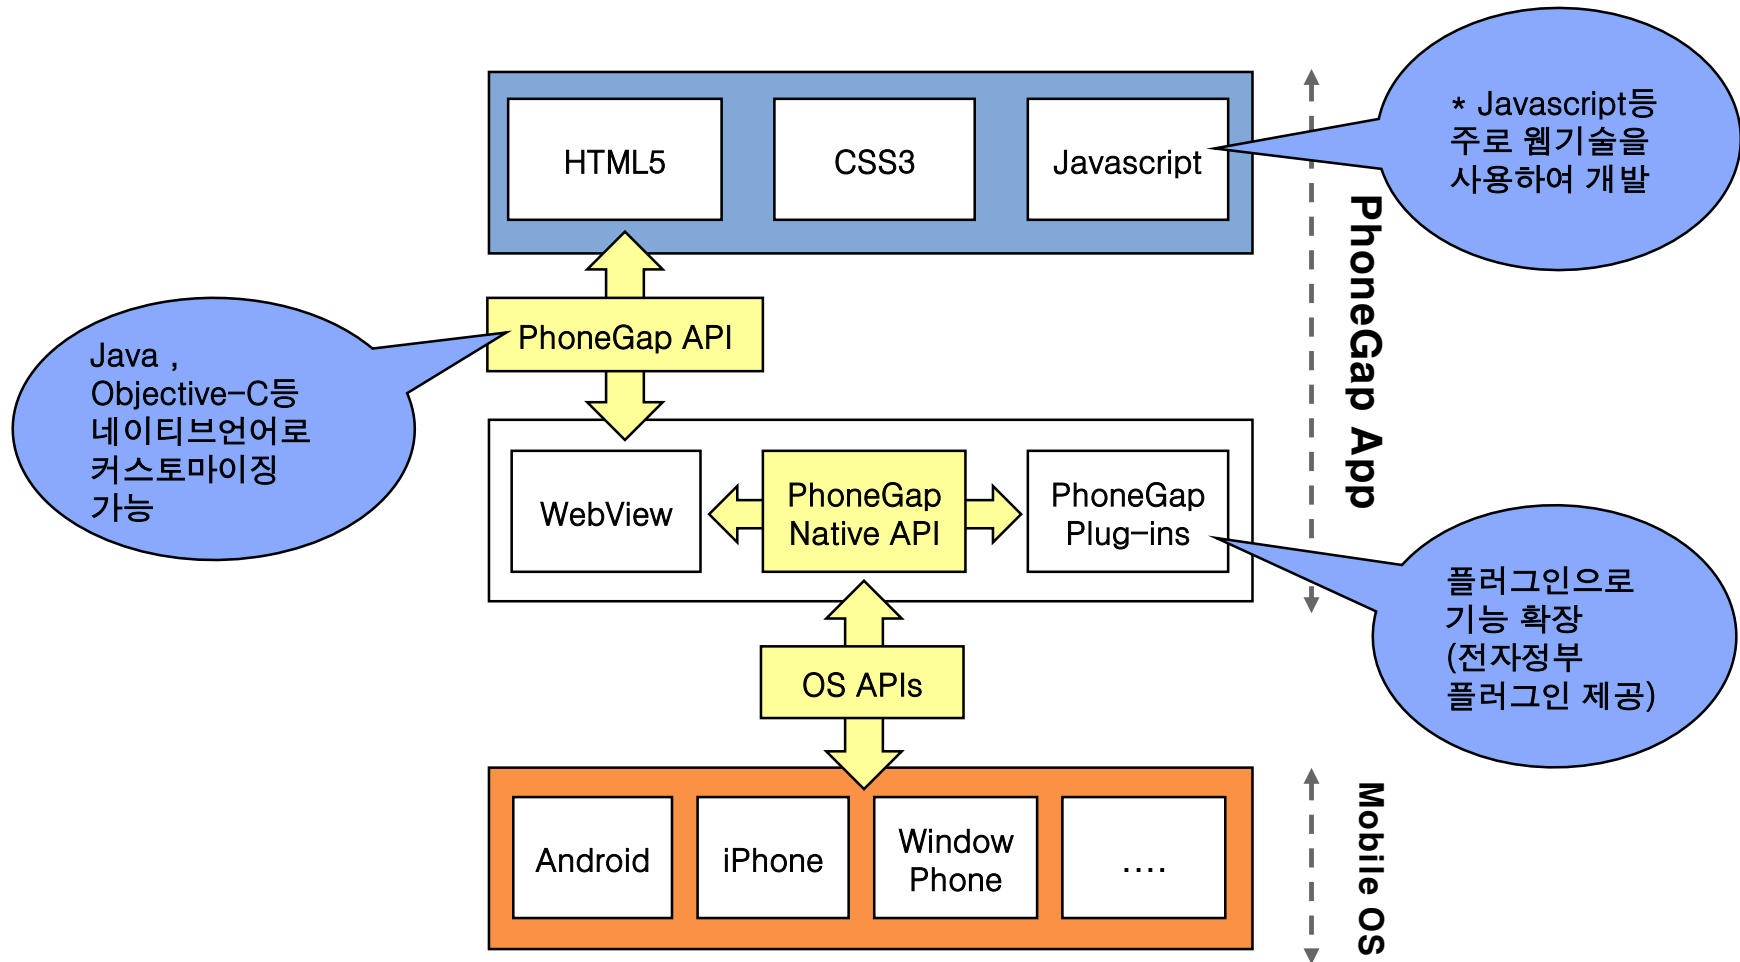 HTML5
CSS3
Javascript
* Javascript등
주로 웹기술을
사용하여 개발
PhoneGap API
Java ,
Objective-C등
네이티브언어로
커스토마이징
가능
WebView
PhoneGap
Native API
PhoneGap
Plug-ins
PhoneGap App
플러그인으로
기능 확장
(전자정부
플러그인 제공)
OS APIs
Android
iPhone
Window
Phone
....
Mobile OS